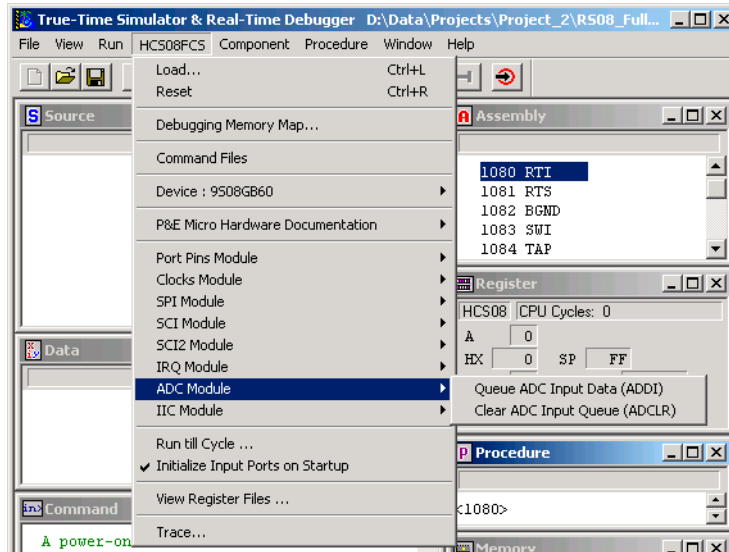 True-Time Simulator & Real-Time Debugger D:\Data\Projects\Project_2\RS08_Full...
File View Run HCS08FCS Component Procedure Window Help
Load... Ctrl+L
Reset Ctrl+R
Debugging Memory Map...
Command Files
Device : 9S08GB60
P&E Micro Hardware Documentation
Port Pins Module
Clocks Module
SPI Module
SCI Module
SCI2 Module
IRQ Module
ADC Module
IIC Module
Run till Cycle ...
Initialize Input Ports on Startup
View Register Files ...
Trace...
Queue ADC Input Data (ADDI)
Clear ADC Input Queue (ADCLR)
S Source
Data
in> Command
A power-on
A Assembly
1080 RTI
1081 RTS
1082 BGND
1083 SWI
1084 TAP
Register
HCS08 CPU Cycles: 0
A 0
HX 0 SP FF
P Procedure
<1080>
Memory